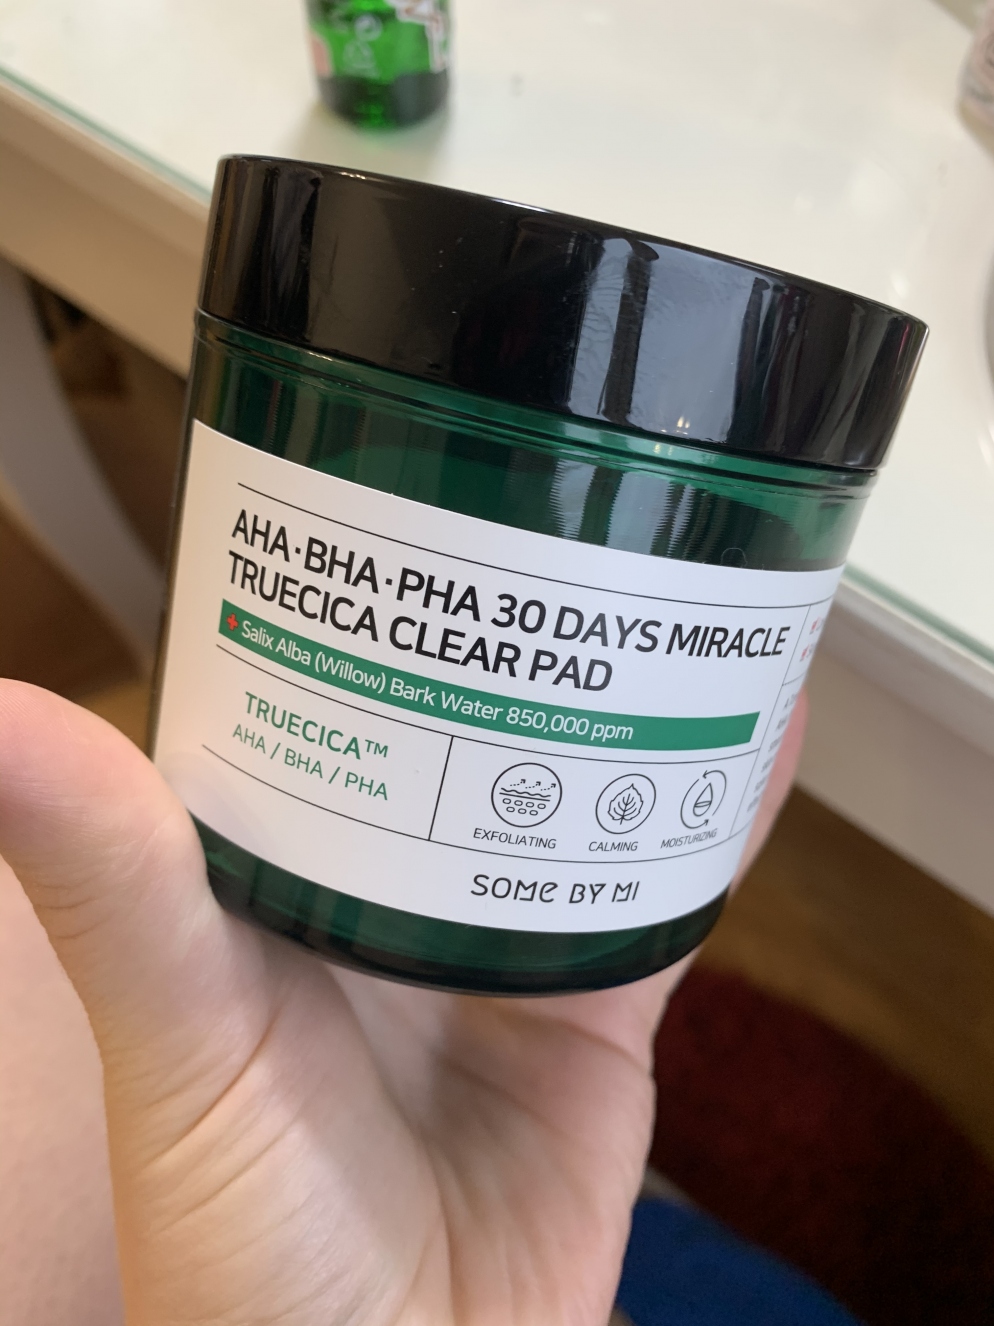 AHA·BHA·PHA 30 DAYS MIRACLE
TRUECICA CLEAR PAD
+ Salix Alba (Willow) Bark Water 850,000 ppm
TRUECICA™
AHA / BHA / PHA
EXFOLIATING
CALMING
MOISTURIZING
SOME BY MI